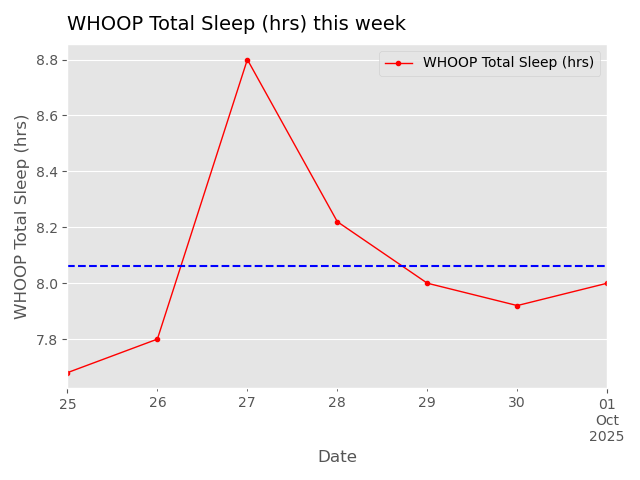 WHOOP Total Sleep (hrs) this week
WHOOP Total Sleep (hrs)
WHOOP Total Sleep (hrs)
8.8
8.6
8.4
8.2
8.0
7.8
25 26 27 28 29 30 01
Oct
2025
Date